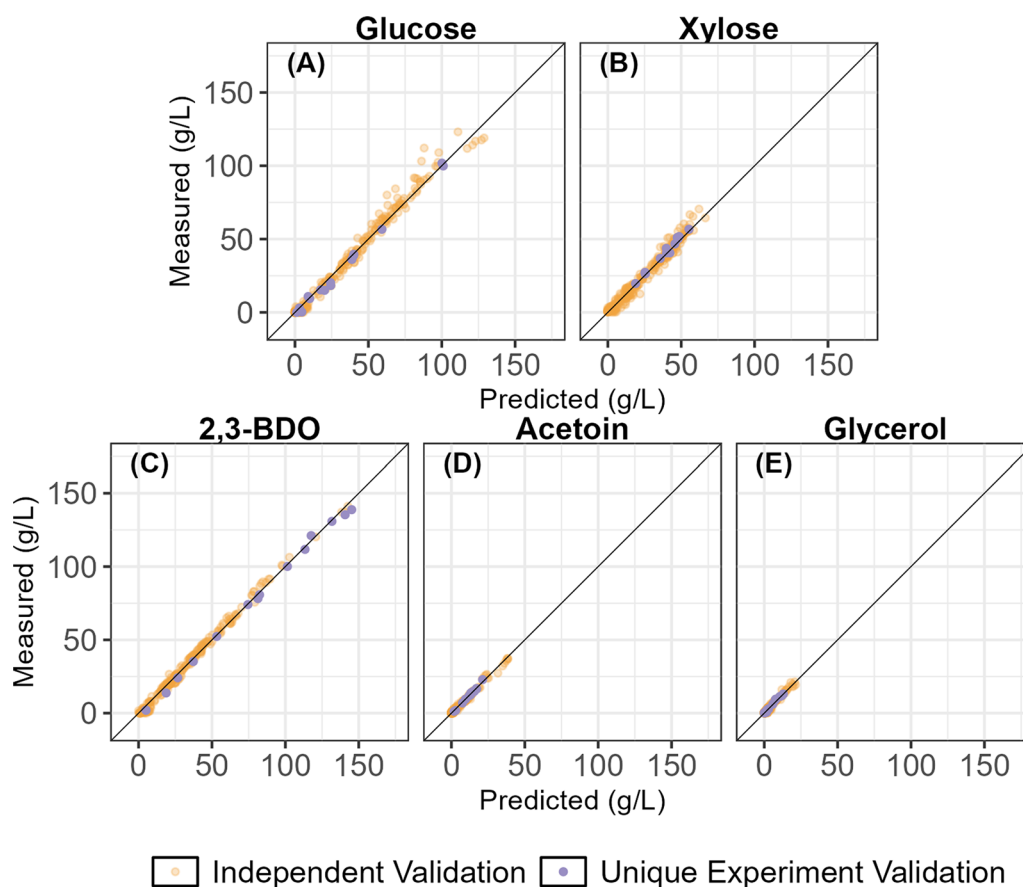 Glucose Xylose
(A) (B)
Measured (g/L)
150
100
50
0
0 50 100 150 0 50 100 150
Predicted (g/L)
2,3-BDO Acetoin Glycerol
(C) (D) (E)
Measured (g/L)
150
100
50
0
0 50 100 150 0 50 100 150 0 50 100 150
Predicted (g/L)
Independent Validation Unique Experiment Validation